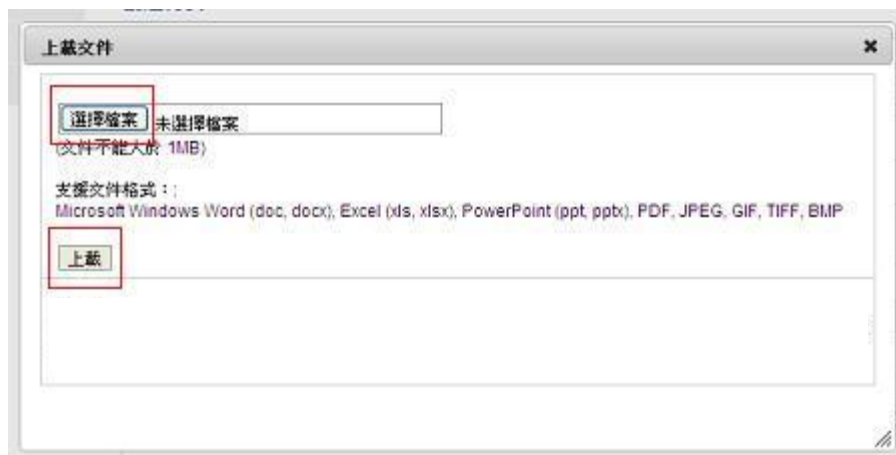 上載文件
選擇檔案 未選擇檔案
(文件不能大於 1MB)
支援文件格式：:
Microsoft Windows Word (doc, docx), Excel (xls, xlsx), PowerPoint (ppt, pptx), PDF, JPEG, GIF, TIFF, BMP
上載